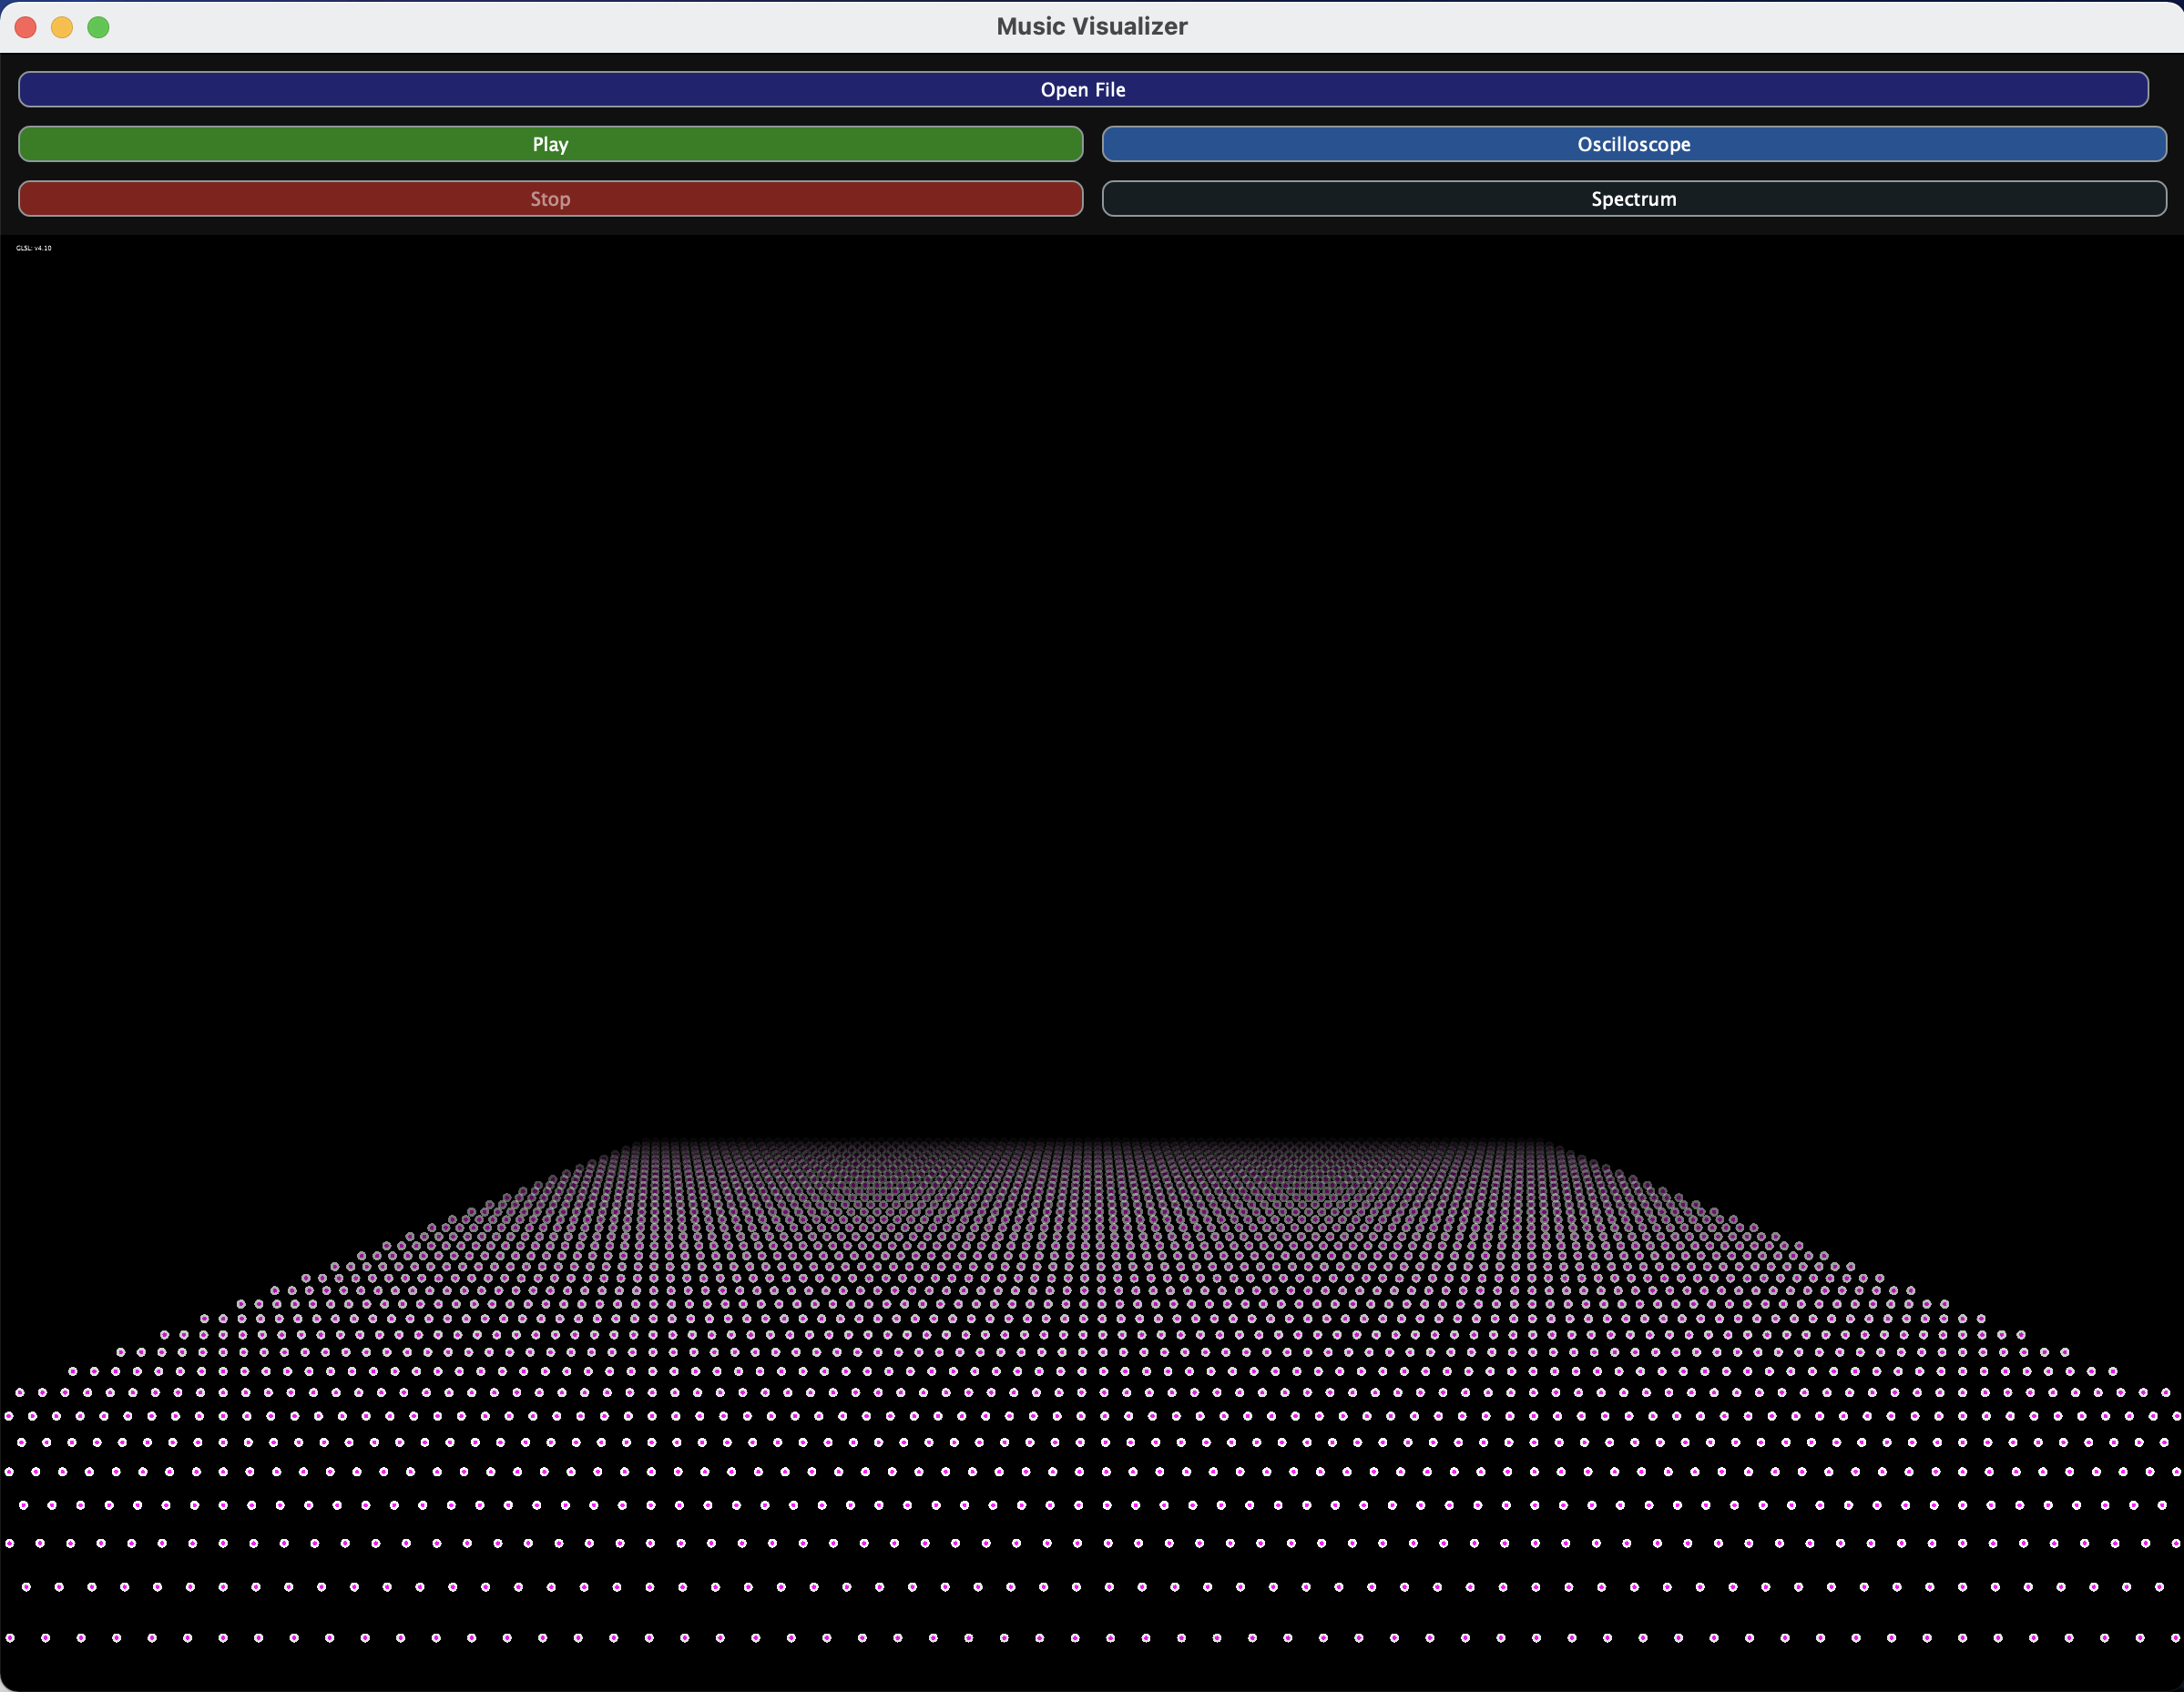 Music Visualizer
Open File
Play
Oscilloscope
Stop
Spectrum
GLSL: v4.10